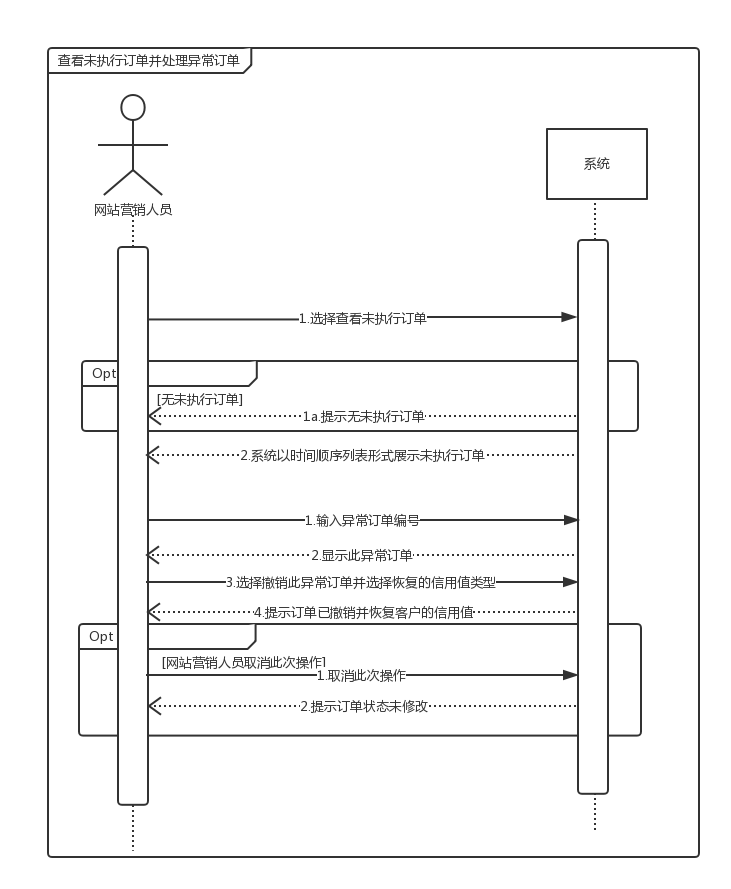 查看未执行订单并处理异常订单
系统
网站营销人员
1.选择查看未执行订单
Opt
[无未执行订单]
1a.提示无未执行订单
2.系统以时间顺序列表形式展示未执行订单
1.输入异常订单编号
2.显示此异常订单
3.选择撤销此异常订单并选择恢复的信用值类型
4.提示订单已撤销并恢复客户的信用值
Opt
[网站营销人员取消此次操作]
1.取消此次操作
2.提示订单状态未修改